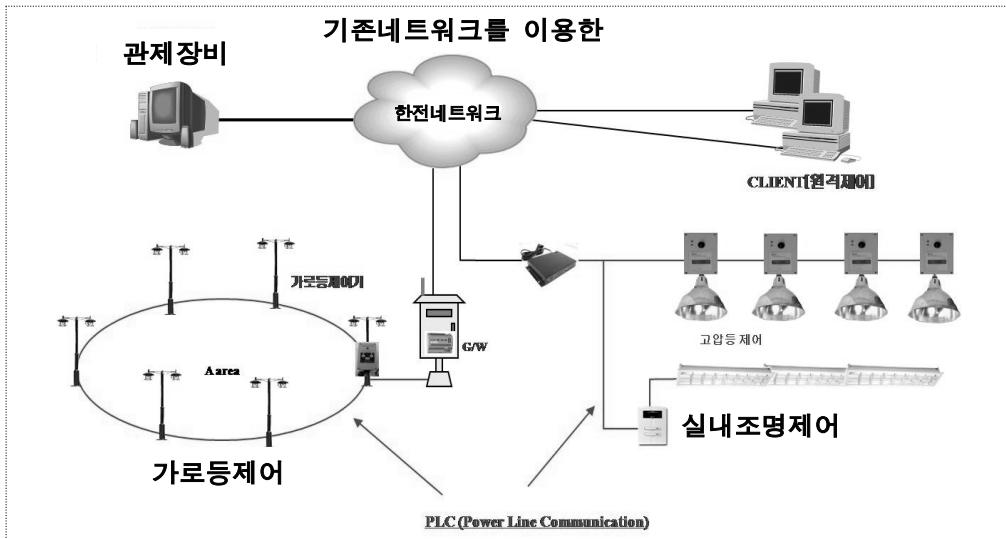 기존네트워크를 이용한
관제장비
한전네트워크
CLIENT[원격제어]
가로등제어기
G/W
고압등 제어
A area
실내조명제어
가로등제어
PLC (Power Line Communication)